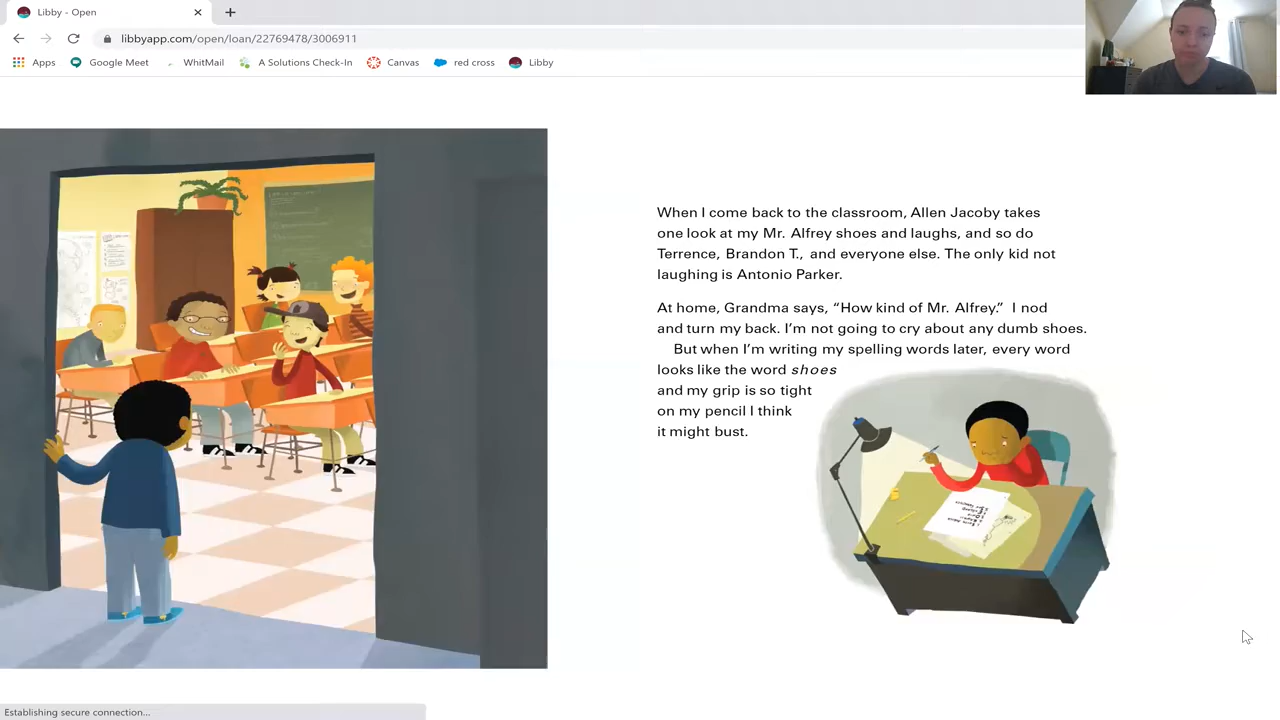 Libby - Open
libbyapp.com/open/loan/22769478/3006911
Apps Google Meet WhitMail A Solutions Check-In Canvas red cross Libby
When I come back to the classroom, Allen Jacoby takes
one look at my Mr. Alfrey shoes and laughs, and so do
Terrence, Brandon T., and everyone else. The only kid not
laughing is Antonio Parker.
At home, Grandma says, “How kind of Mr. Alfrey.” I nod
and turn my back. I’m not going to cry about any dumb shoes.
But when I’m writing my spelling words later, every word
looks like the word shoes
and my grip is so tight
on my pencil I think
it might bust.
Establishing secure connection...